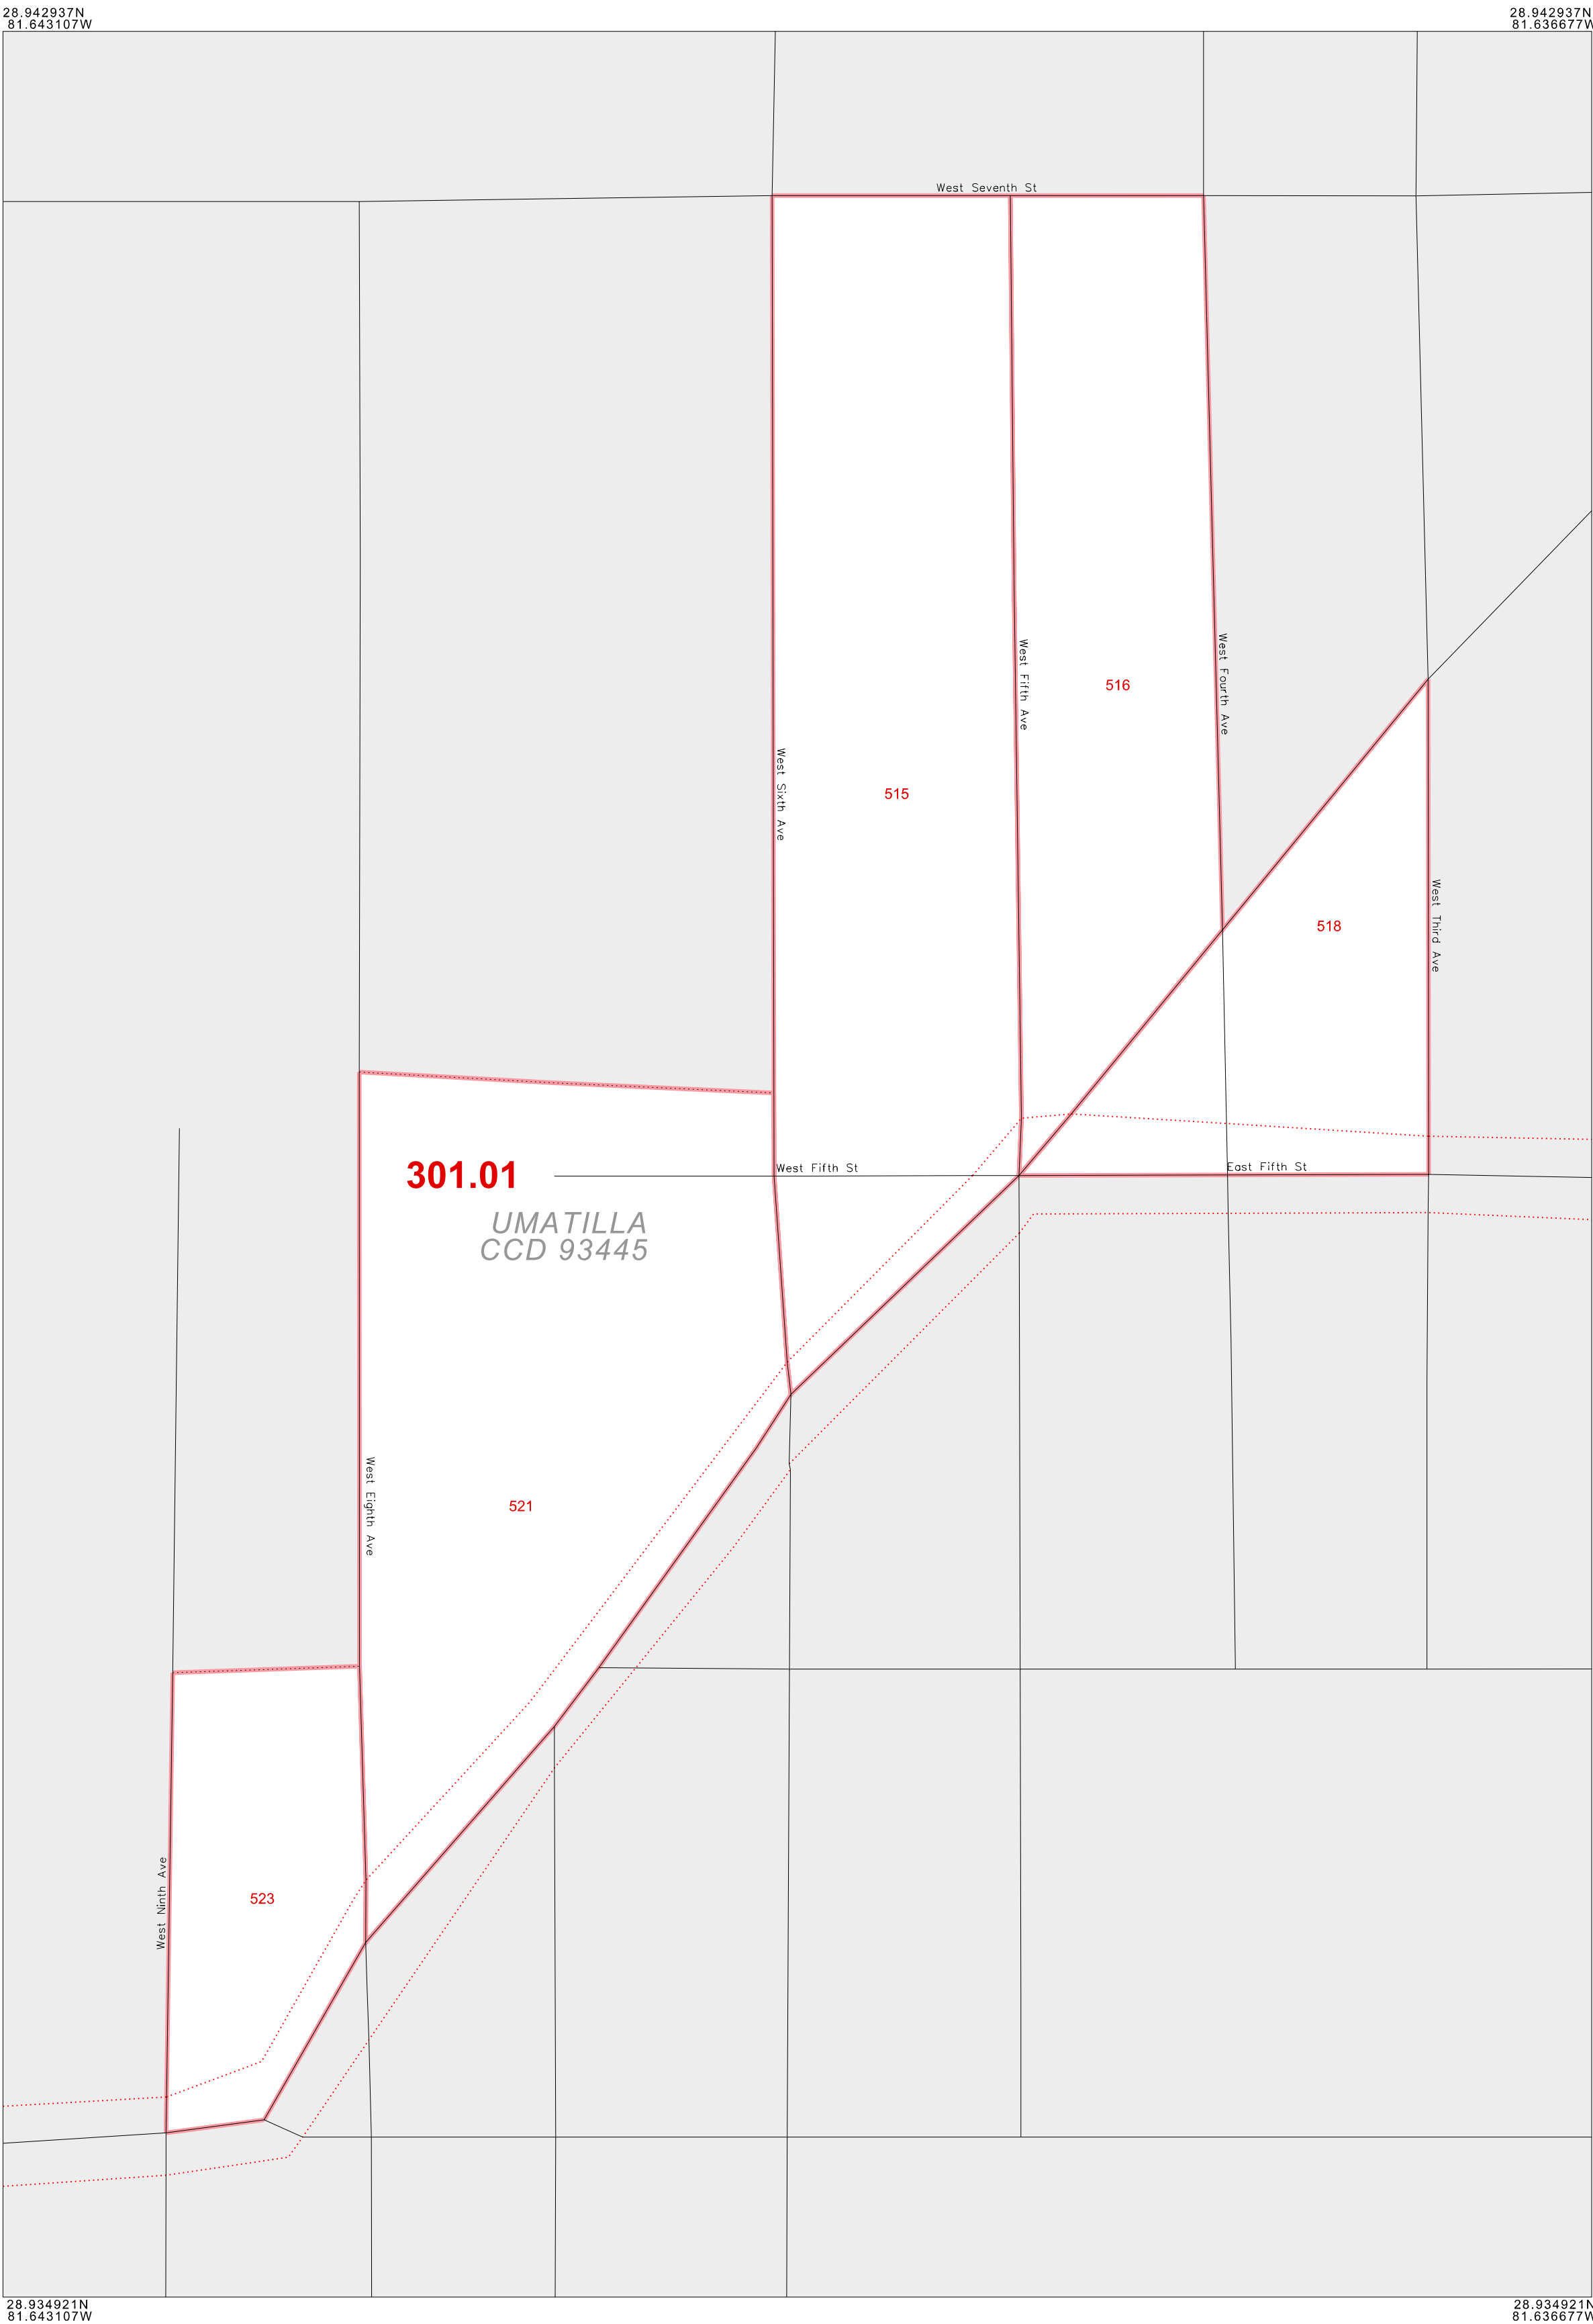 28.942937N
81.643107W
28.942937N
81.636677W
West Seventh St
West Fifth Ave
West Fourth Ave
516
West Sixth Ave
515
West Third Ave
518
West Fifth St
East Fifth St
301.01
UMATILLA
CCD 93445
West Eighth Ave
521
West Ninth Ave
523
28.934921N
81.643107W
28.934921N
81.636677W